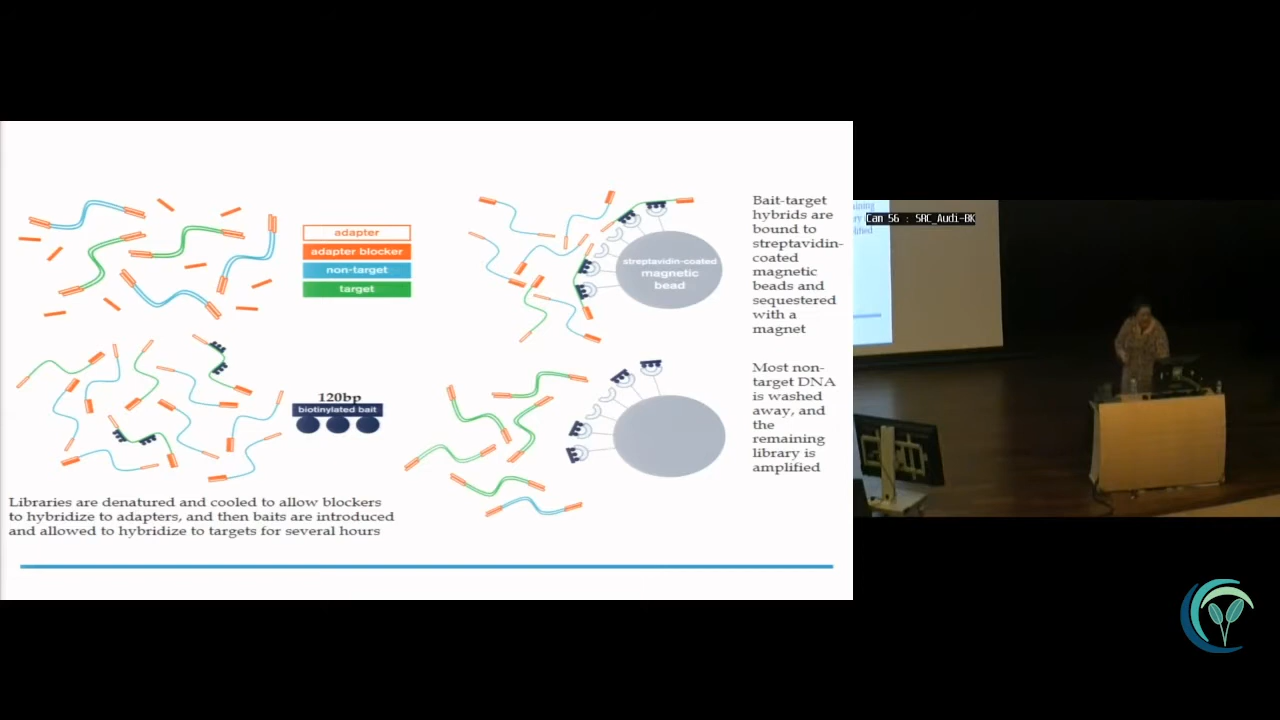 adapter
adapter blocker
non-target
target
120bp
biotinylated bait
Libraries are denatured and cooled to allow blockers
to hybridize to adapters, and then baits are introduced
and allowed to hybridize to targets for several hours
streptavidin-coated
magnetic
bead
Bait-target
hybrids are
bound to
streptavidin-
coated
magnetic
beads and
sequestered
with a
magnet
Most non-
target DNA
is washed
away, and
the
remaining
library is
amplified
Cam 56 : SRC_Audi-BK